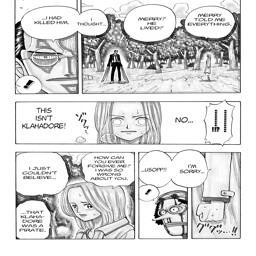 MERRY
TOLD ME
EVERYTHING.
MERRY?
HE
LIVED?
I
THOUGHT...
...I HAD
KILLED HIM.
!!!
NO...
THIS
ISN'T
KLAHADORE!
I'M
SORRY...
...USOPP!
HOW CAN
YOU EVER
FORGIVE ME?
I WAS SO
WRONG
ABOUT YOU.
I JUST
COULDN'T
BELIEVE...
...THAT
KLAHA-
DORE WAS
A PIRATE.